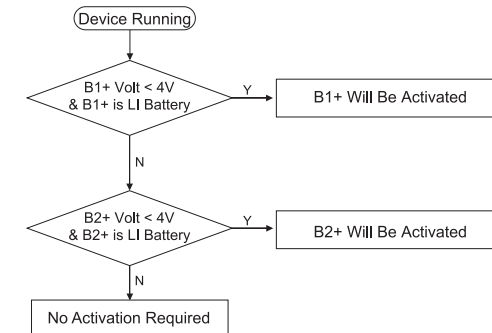 Device Running
B1+ Volt < 4V
& B1+ is LI Battery
Y
B1+ Will Be Activated
N
B2+ Volt < 4V
& B2+ is LI Battery
Y
B2+ Will Be Activated
N
No Activation Required